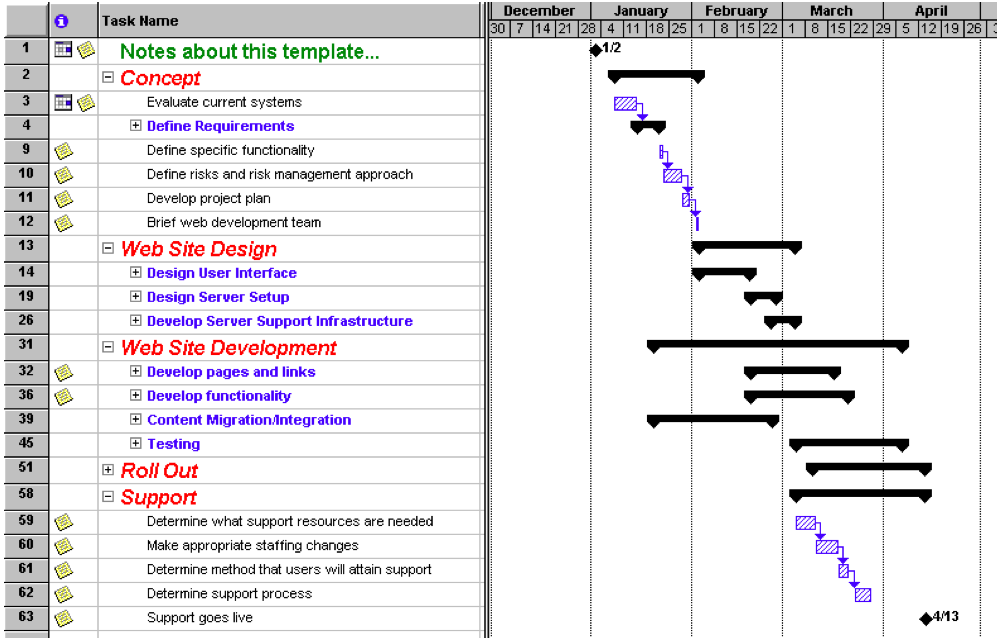 December January February March April
Task Name
30 7 14 21 28 4 11 18 25 1 8 15 22 1 8 15 22 29 5 12 19 26 3
1 Notes about this template... 1/2
2 Concept
3 Evaluate current systems
4 Define Requirements
9 Define specific functionality
10 Define risks and risk management approach
11 Develop project plan
12 Brief web development team
13 Web Site Design
14 Design User Interface
19 Design Server Setup
26 Develop Server Support Infrastructure
31 Web Site Development
32 Develop pages and links
36 Develop functionality
39 Content Migration/Integration
45 Testing
51 Roll Out
58 Support
59 Determine what support resources are needed
60 Make appropriate staffing changes
61 Determine method that users will attain support
62 Determine support process
63 Support goes live 4/13